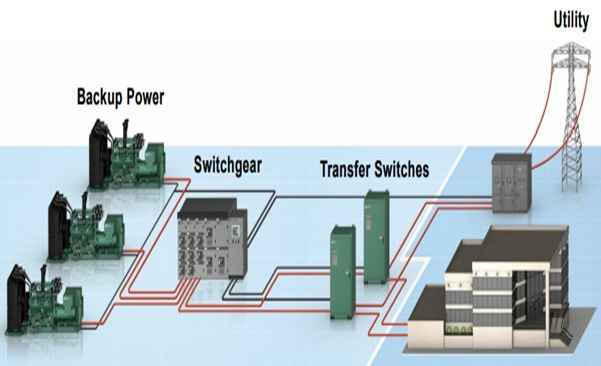 Utility
Backup Power
Switchgear
Transfer Switches